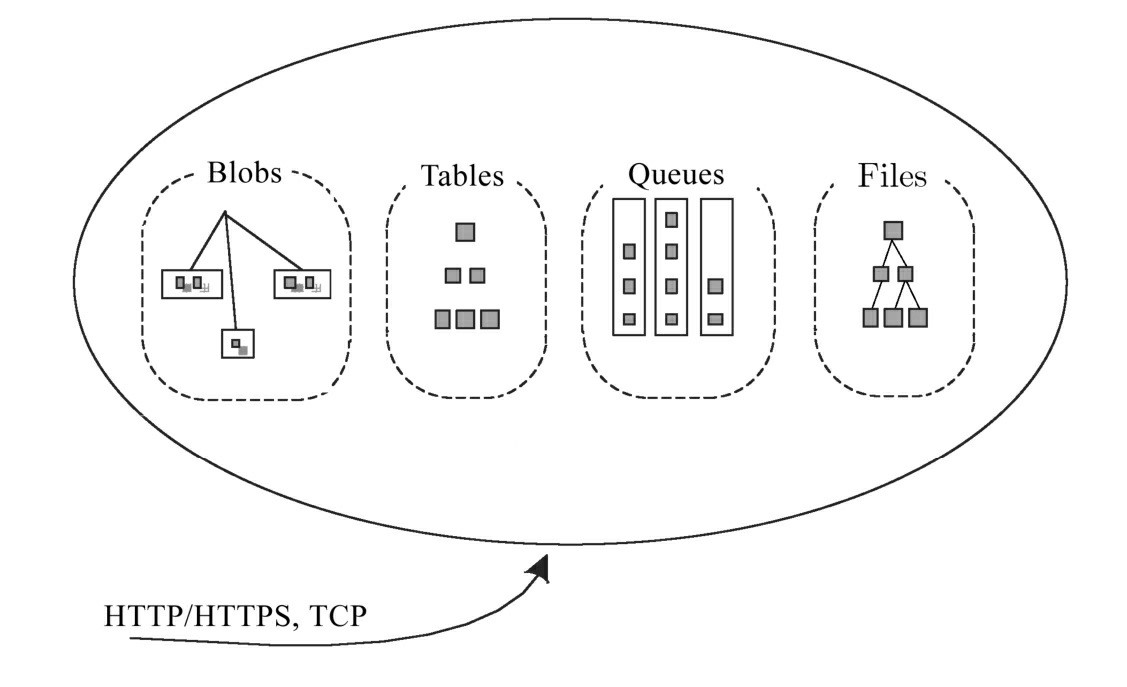 Blobs
Tables
Queues
Files
HTTP/HTTPS, TCP